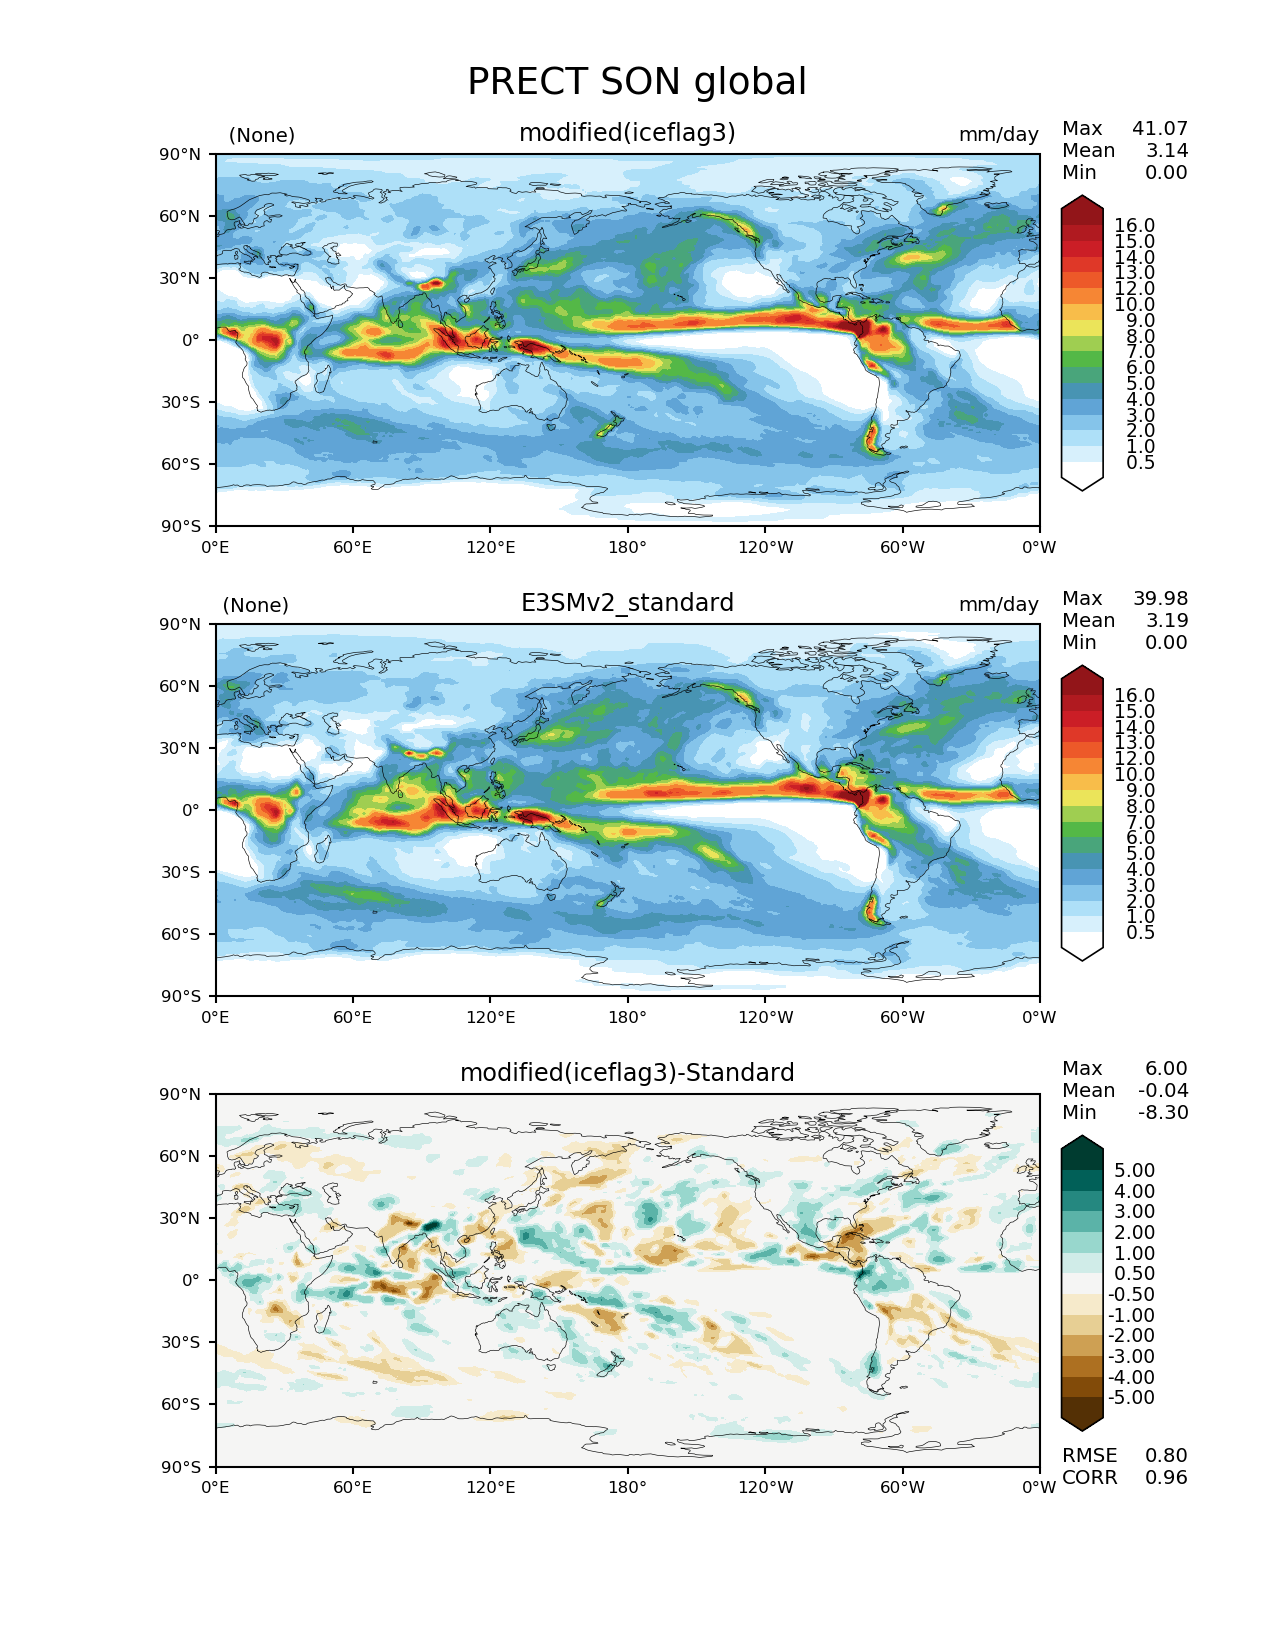 PRECT SON global
(None) modified(iceflag3) mm/day
Max 41.07
Mean 3.14
Min 0.00
90°N
60°N
30°N
0°
30°S
60°S
90°S
0°E 60°E 120°E 180° 120°W 60°W 0°W
16.0
15.0
14.0
13.0
12.0
10.0
9.0
8.0
7.0
6.0
5.0
4.0
3.0
2.0
1.0
0.5
(None) E3SMv2_standard mm/day
Max 39.98
Mean 3.19
Min 0.00
90°N
60°N
30°N
0°
30°S
60°S
90°S
0°E 60°E 120°E 180° 120°W 60°W 0°W
16.0
15.0
14.0
13.0
12.0
10.0
9.0
8.0
7.0
6.0
5.0
4.0
3.0
2.0
1.0
0.5
modified(iceflag3)-Standard
Max 6.00
Mean -0.04
Min -8.30
90°N
60°N
30°N
0°
30°S
60°S
90°S
0°E 60°E 120°E 180° 120°W 60°W 0°W
5.00
4.00
3.00
2.00
1.00
0.50
-0.50
-1.00
-2.00
-3.00
-4.00
-5.00
RMSE 0.80
CORR 0.96